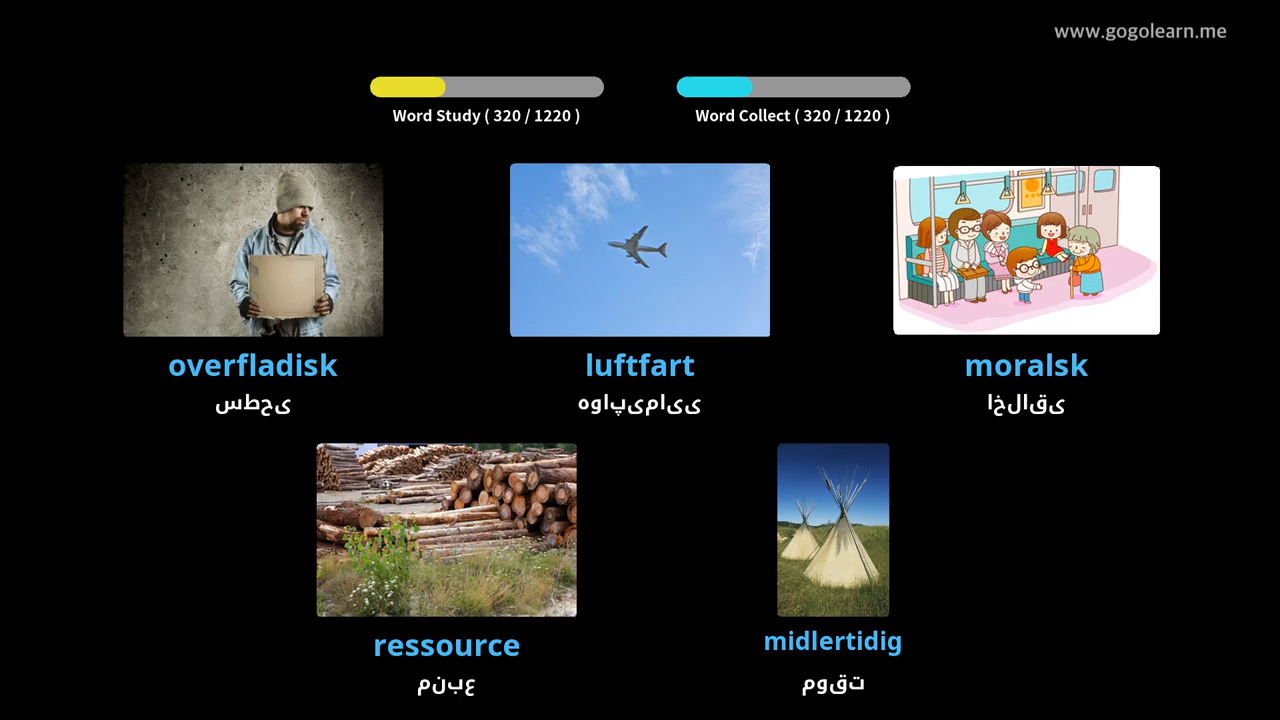 www.gogolearn.me
Word Study ( 320 / 1220 )
Word Collect ( 320 / 1220 )
overfladisk
سطحی
luftfart
هواپیمایی
moralsk
اخلاقی
ressource
منبع
midlertidig
موقت